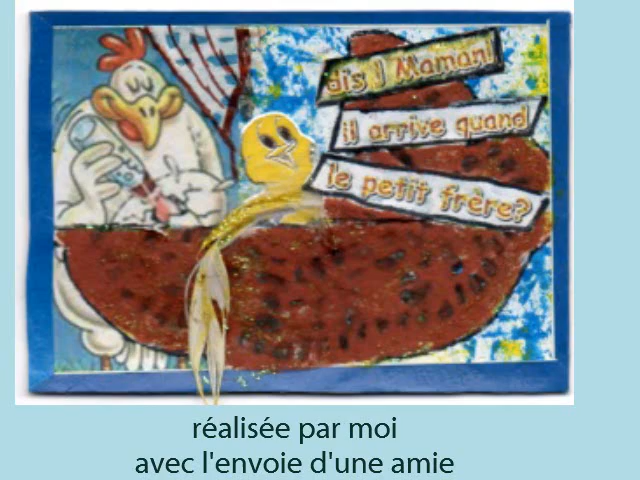 dis ! Maman!
il arrive quand
le petit frère?
réalisée par moi
avec l'envoie d'une amie